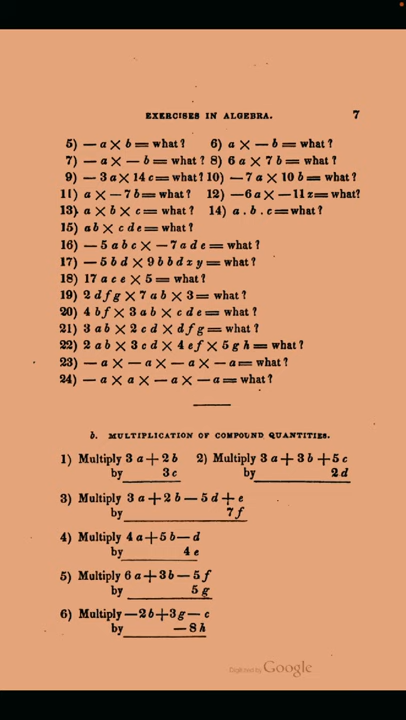 EXERCISES IN ALGEBRA. 7
5) — a × b = what? 6) a × — b = what?
7) — a × — b = what? 8) 6 a × 7 b = what?
9) — 3 a × 14 c = what? 10) — 7 a × 10 b = what?
11) a × — 7 b = what? 12) —6 a × —11 z = what?
13) a × b × c = what? 14) a . b . c = what?
15) a b × c d e = what?
16) — 5 a b c × — 7 a d e = what?
17) — 5 b d × 9 b b d x y = what?
18) 17 a c e × 5 = what?
19) 2 d f g × 7 a b × 3 = what?
20) 4 b f × 3 a b × c d e = what?
21) 3 a b × 2 c d × d f g = what?
22) 2 a b × 3 c d × 4 e f × 5 g h = what?
23) — a × — a × — a × — a = what?
24) — a × a × — a × — a = what?
b. MULTIPLICATION OF COMPOUND QUANTITIES.
1) Multiply 3 a + 2 b 2) Multiply 3 a + 3 b + 5 c
by 3 c by 2 d
3) Multiply 3 a + 2 b — 5 d + e
by 7 f
4) Multiply 4 a + 5 b — d
by 4 e
5) Multiply 6 a + 3 b — 5 f
by 5 g
6) Multiply — 2 b + 3 g — c
by — 8 h
Digitized by Google